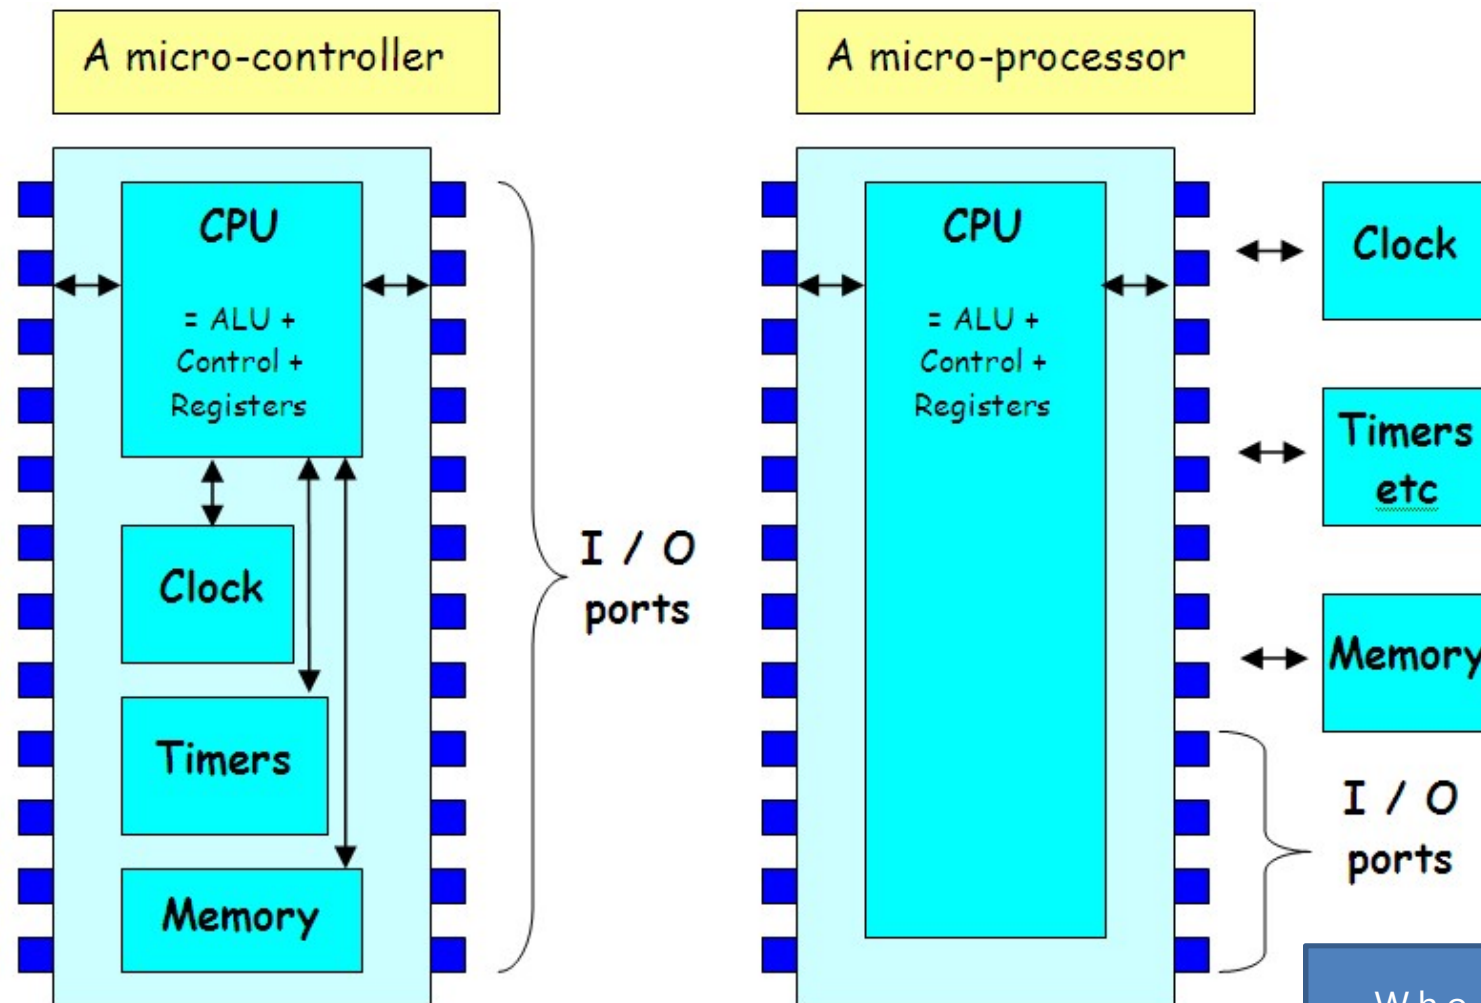 A micro-controller
CPU
= ALU +
Control +
Registers
Clock
Timers
Memory
I / O
ports
A micro-processor
CPU
= ALU +
Control +
Registers
Clock
Timers
etc
Memory
I / O
ports